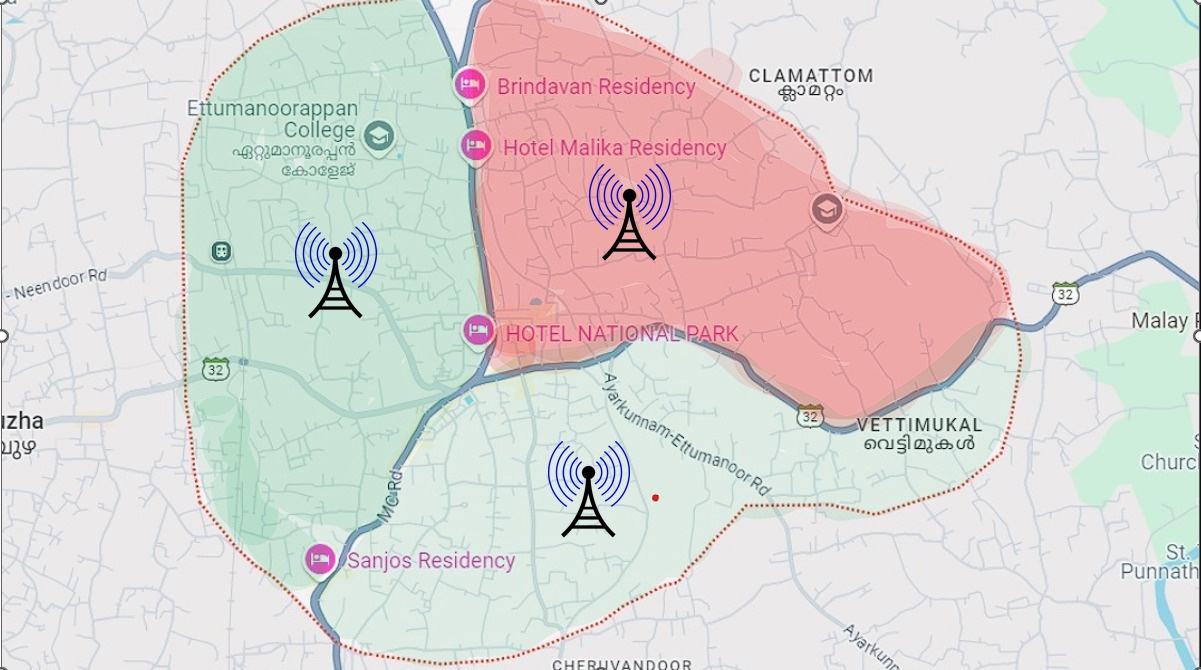 CLAMATTOM
ക്ലാമറ്റം
Brindavan Residency
Ettumanoorappan
College
ഏറ്റുമാനൂരപ്പൻ
കോളേജ്
Hotel Malika Residency
- Neendoor Rd
32
Malay
HOTEL NATIONAL PARK
32
Ayarkunnam-Ettumanoor Rd
32
VETTIMUKAL
വെട്ടിമുകൾ
uzha
വുഴ
MC Rd
Churc
Sanjos Residency
St.
Punnath
Ayarkunn
CHERUVANDOOR